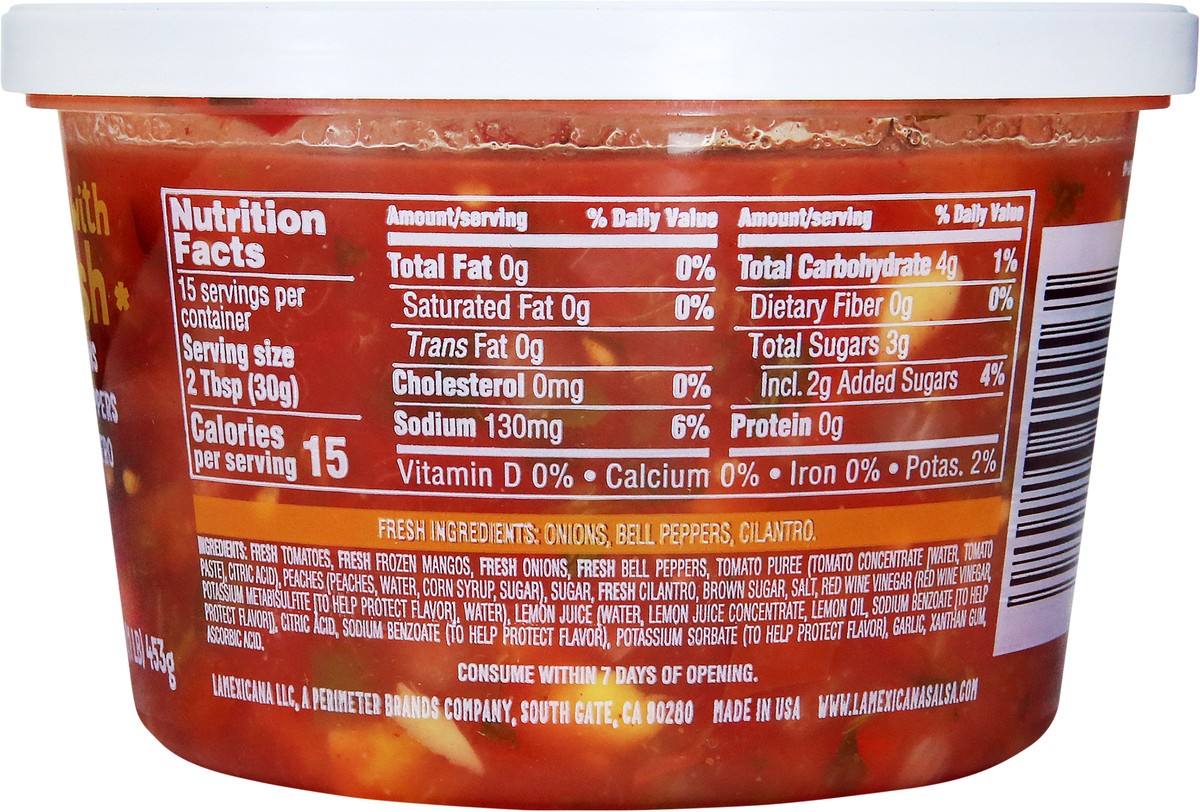 with
Nutrition
Facts
15 servings per
container
Serving size
2 Tbsp (30g)
Calories
per serving 15
Amount/serving % Daily Value
Total Fat 0g 0%
Saturated Fat 0g 0%
Trans Fat 0g
Cholesterol 0mg 0%
Sodium 130mg 6%
Amount/serving % Daily Value
Total Carbohydrate 4g 1%
Dietary Fiber 0g 0%
Total Sugars 3g
Incl. 2g Added Sugars 4%
Protein 0g
Vitamin D 0% • Calcium 0% • Iron 0% • Potas. 2%
FRESH INGREDIENTS: ONIONS, BELL PEPPERS, CILANTRO.
INGREDIENTS: FRESH TOMATOES, FRESH FROZEN MANGOS, FRESH ONIONS, FRESH BELL PEPPERS, TOMATO PUREE (TOMATO CONCENTRATE [WATER, TOMATO
PASTE], CITRIC ACID), PEACHES (PEACHES, WATER, CORN SYRUP, SUGAR), SUGAR, FRESH CILANTRO, BROWN SUGAR, SALT, RED WINE VINEGAR (RED WINE VINEGAR,
POTASSIUM METABISULFITE [TO HELP PROTECT FLAVOR], WATER), LEMON JUICE (WATER, LEMON JUICE CONCENTRATE, LEMON OIL, SODIUM BENZOATE [TO HELP
PROTECT FLAVOR]), CITRIC ACID, SODIUM BENZOATE (TO HELP PROTECT FLAVOR), POTASSIUM SORBATE (TO HELP PROTECT FLAVOR), GARLIC, XANTHAN GUM,
ASCORBIC ACID.
CONSUME WITHIN 7 DAYS OF OPENING.
LAMEXICANA LLC, A PERIMETER BRANDS COMPANY, SOUTH GATE, CA 90280 MADE IN USA WWW.LAMEXICANASALSA.COM
LB) 453g